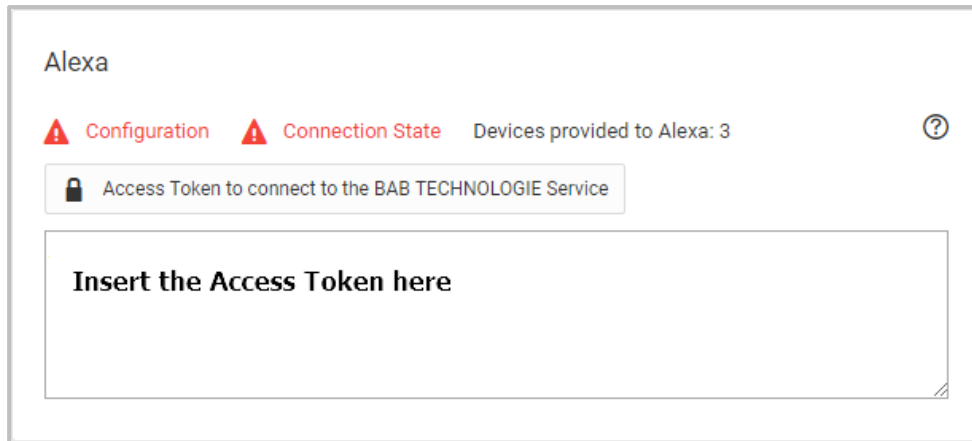 Alexa
Configuration Connection State Devices provided to Alexa: 3
Access Token to connect to the BAB TECHNOLOGIE Service
Insert the Access Token here